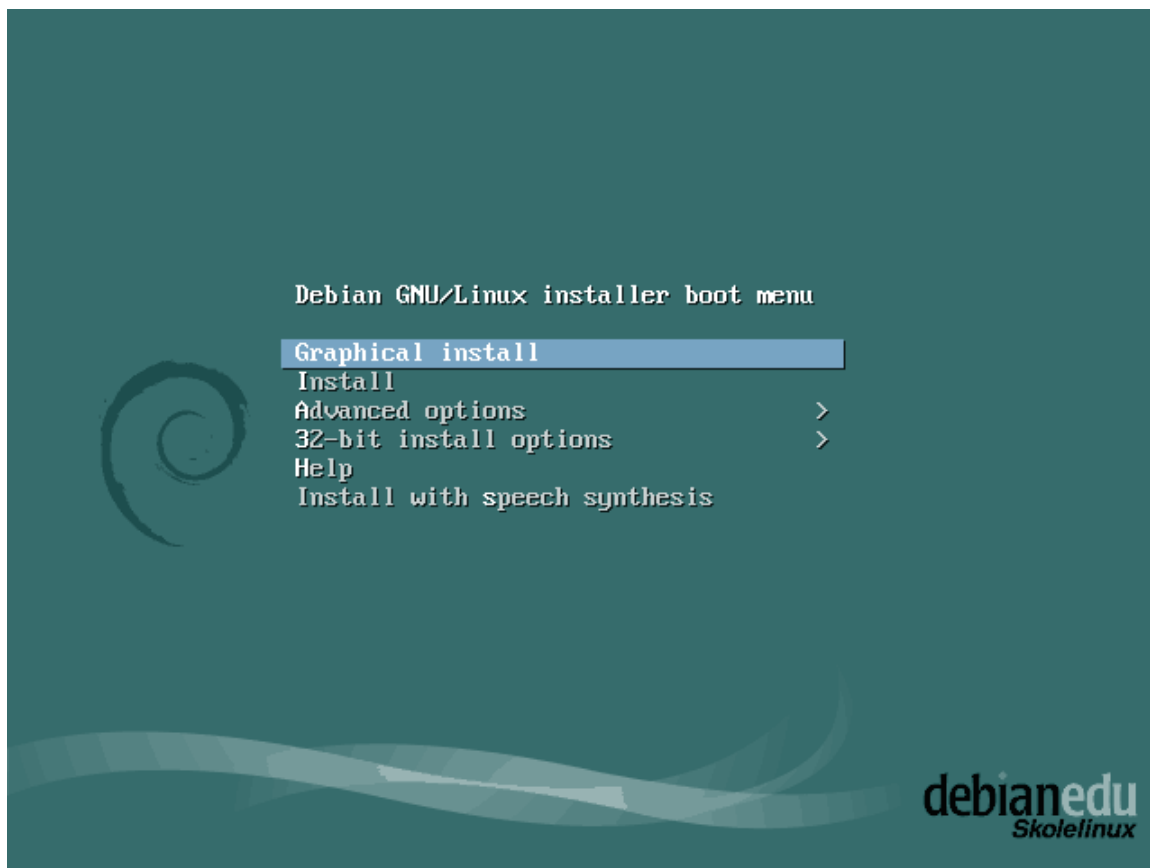 Debian GNU/Linux installer boot menu
Graphical install
Install
Advanced options >
32-bit install options >
Help
Install with speech synthesis
debianedu
Skolelinux